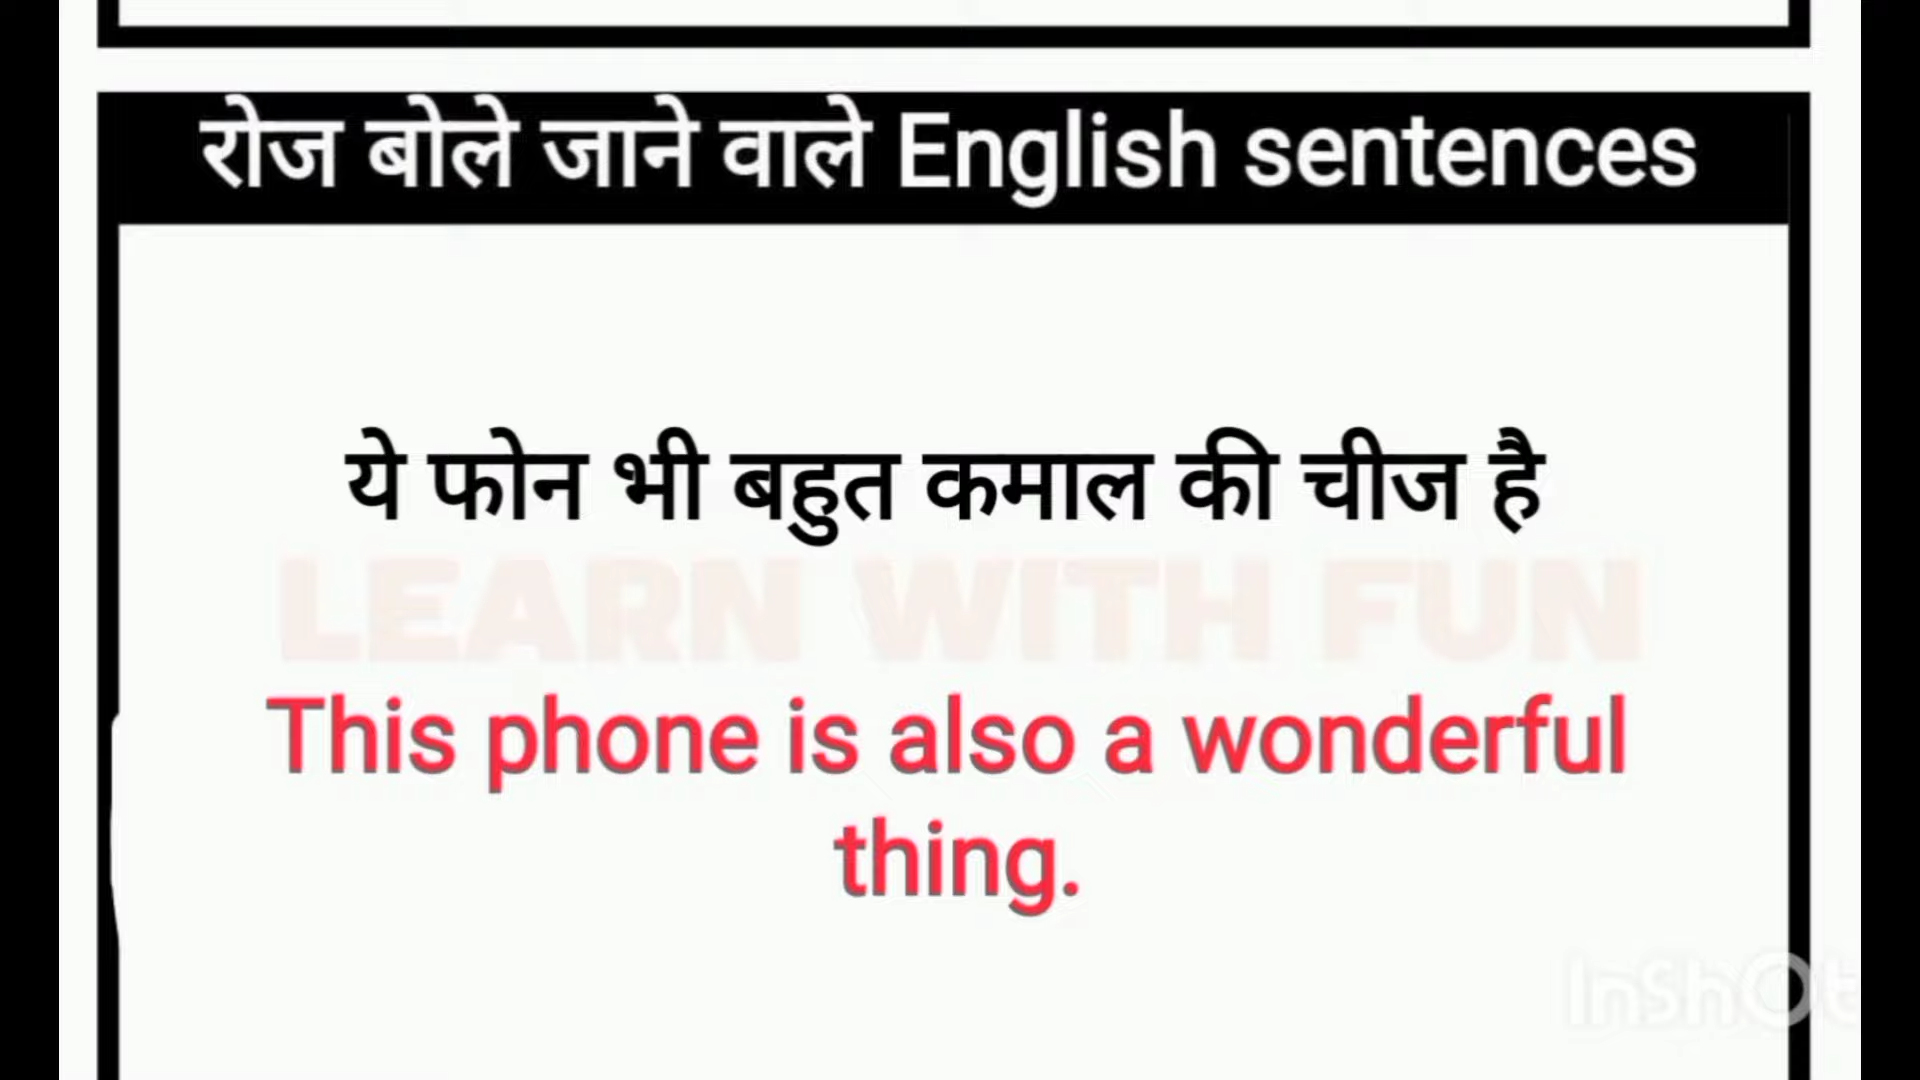 रोज बोले जाने वाले English sentences
ये फोन भी बहुत कमाल की चीज है
LEARN WITH FUN
This phone is also a wonderful
thing.
InShOt